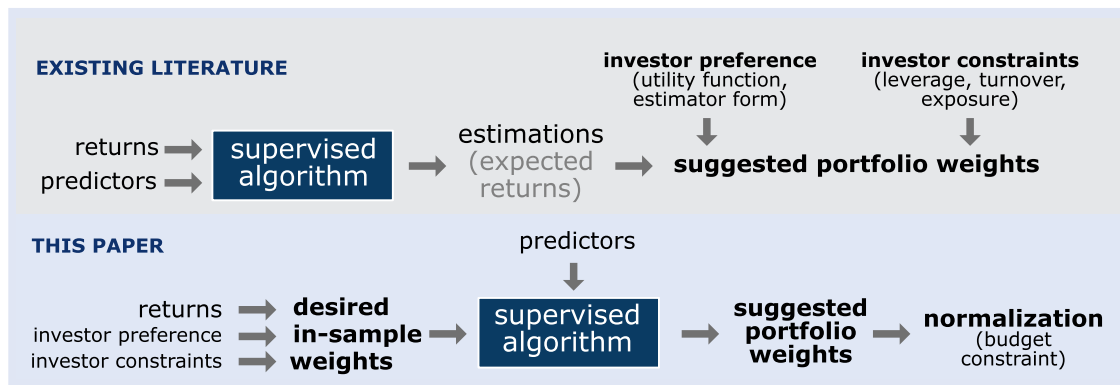 EXISTING LITERATURE
investor preference
(utility function,
estimator form)
investor constraints
(leverage, turnover,
exposure)
returns
predictors
supervised
algorithm
estimations
(expected
returns)
suggested portfolio weights
THIS PAPER
predictors
returns
investor preference
investor constraints
desired
in-sample
weights
supervised
algorithm
suggested
portfolio
weights
normalization
(budget
constraint)